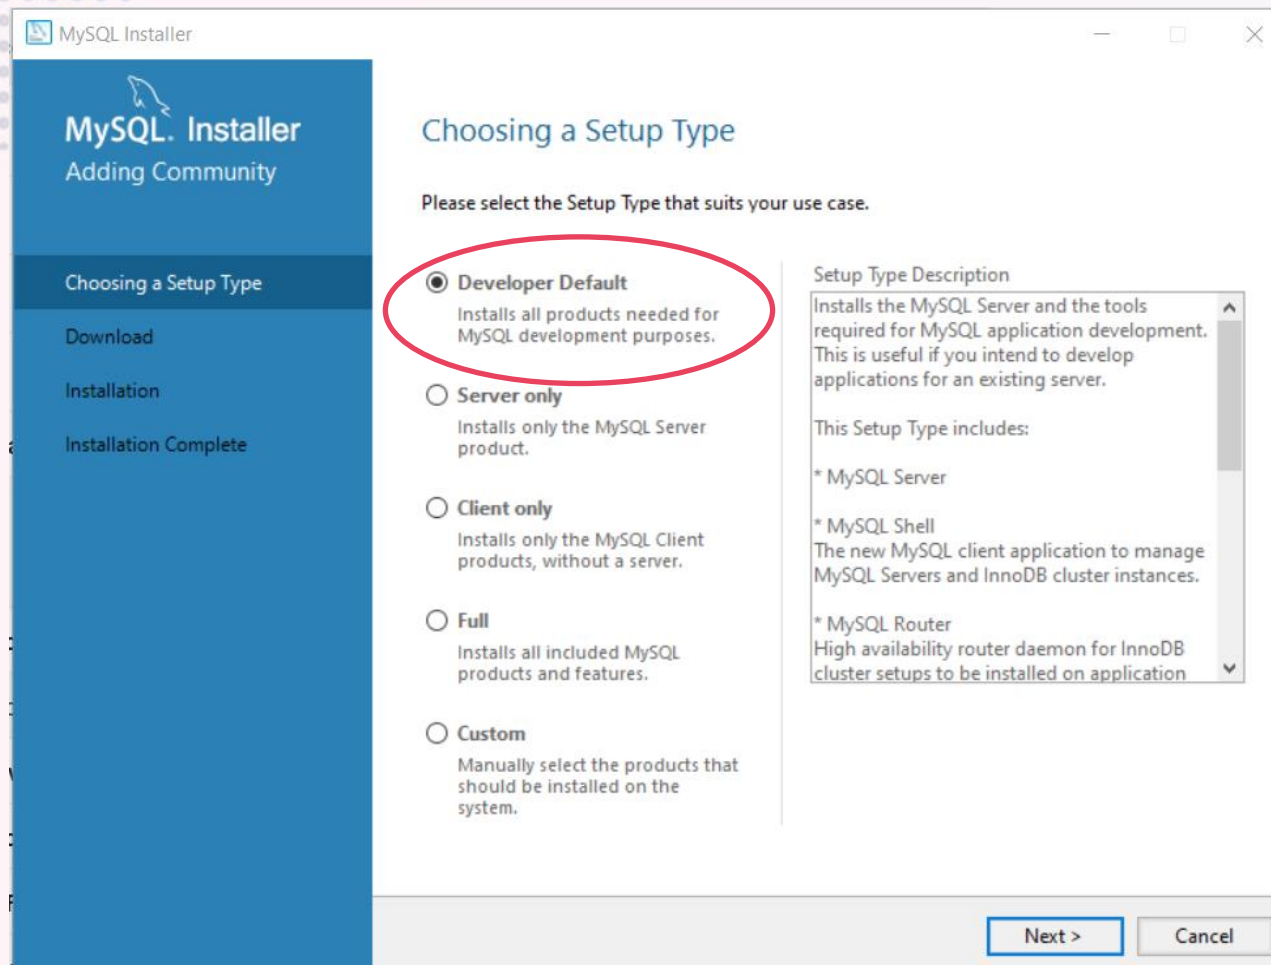 MySQL Installer
MySQL. Installer
Adding Community
Choosing a Setup Type
Download
Installation
Installation Complete
Choosing a Setup Type
Please select the Setup Type that suits your use case.
Developer Default
Installs all products needed for
MySQL development purposes.
Server only
Installs only the MySQL Server
product.
Client only
Installs only the MySQL Client
products, without a server.
Full
Installs all included MySQL
products and features.
Custom
Manually select the products that
should be installed on the
system.
Setup Type Description
Installs the MySQL Server and the tools
required for MySQL application development.
This is useful if you intend to develop
applications for an existing server.
This Setup Type includes:
* MySQL Server
* MySQL Shell
The new MySQL client application to manage
MySQL Servers and InnoDB cluster instances.
* MySQL Router
High availability router daemon for InnoDB
cluster setups to be installed on application
Next >
Cancel